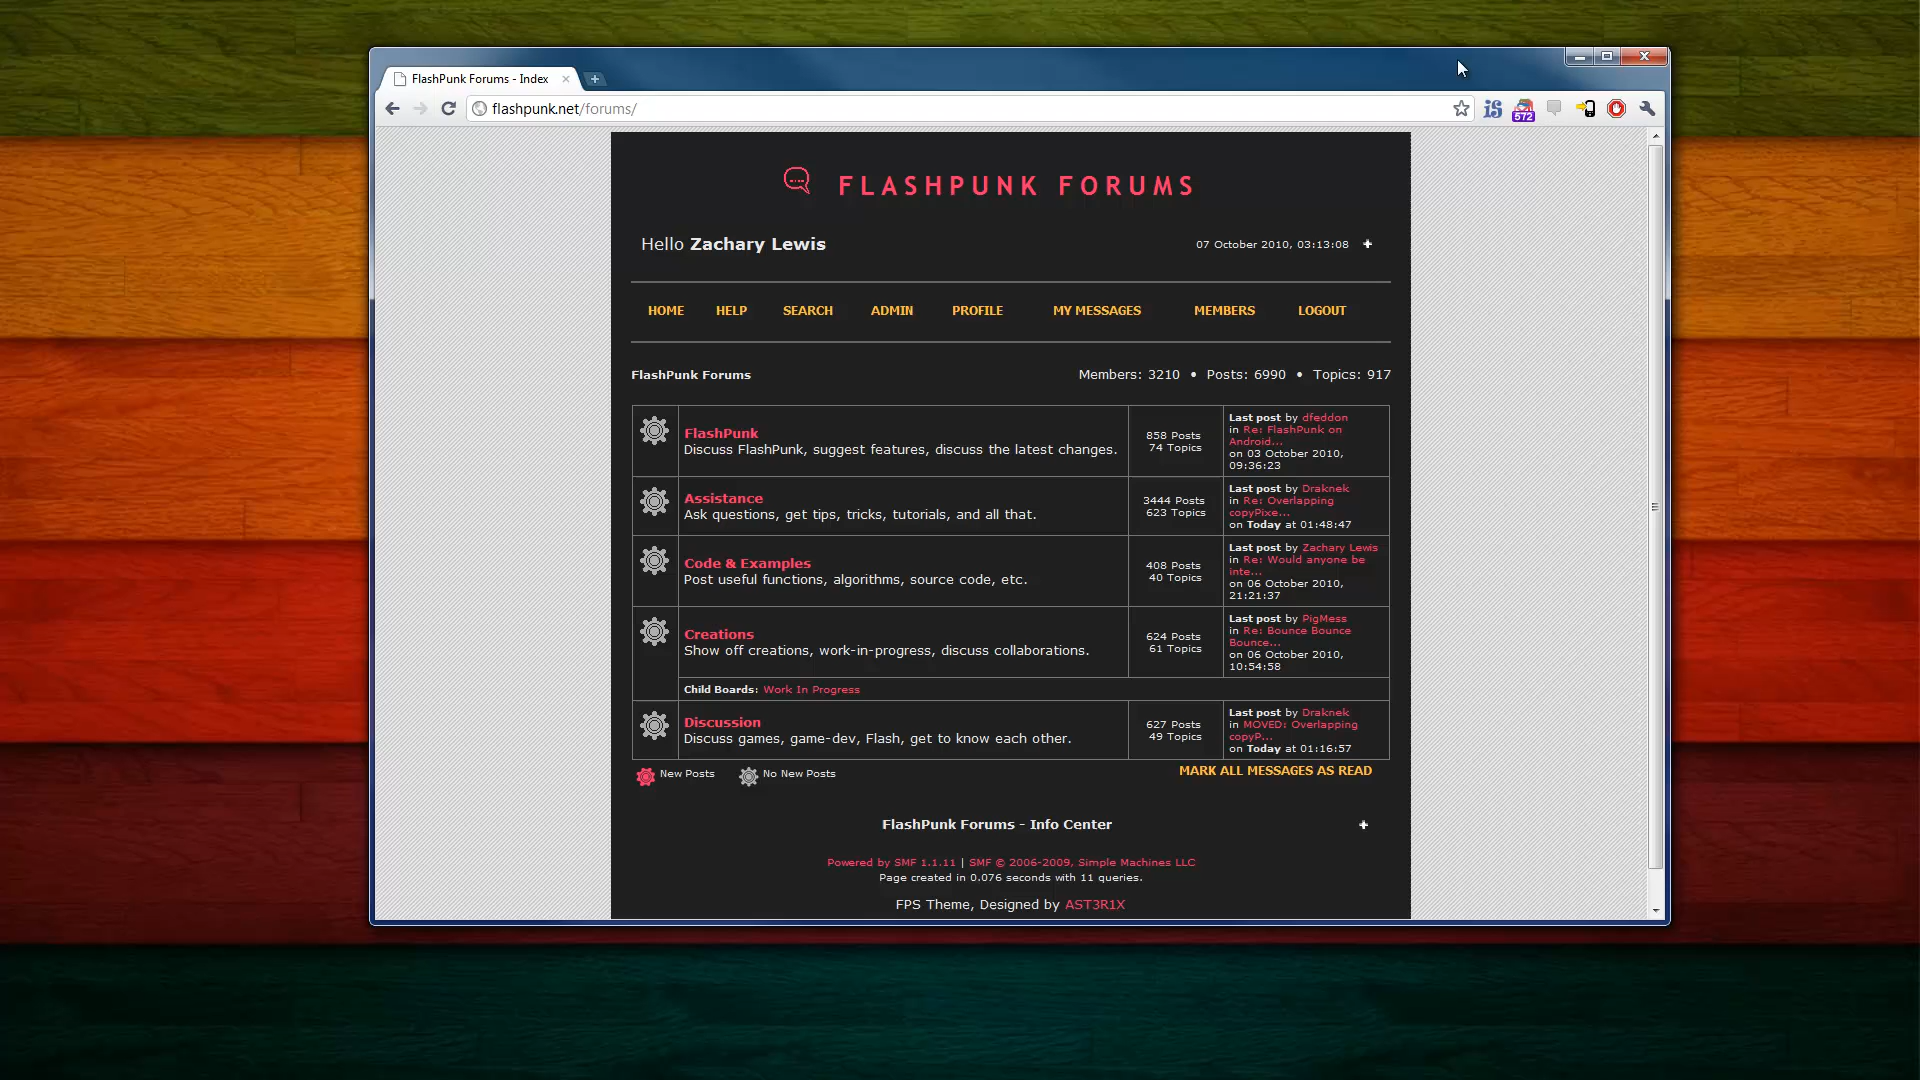 FlashPunk Forums - Index
flashpunk.net/forums/
iS
572
FLASHPUNK FORUMS
Hello Zachary Lewis
07 October 2010, 03:13:08
HOME HELP SEARCH ADMIN PROFILE MY MESSAGES MEMBERS LOGOUT
FlashPunk Forums
Members: 3210 • Posts: 6990 • Topics: 917
FlashPunk
Discuss FlashPunk, suggest features, discuss the latest changes.
858 Posts
74 Topics
Last post by dfeddon
in Re: FlashPunk on
Android...
on 03 October 2010,
09:36:23
Assistance
Ask questions, get tips, tricks, tutorials, and all that.
3444 Posts
623 Topics
Last post by Draknek
in Re: Overlapping
copyPixe...
on Today at 01:48:47
Code & Examples
Post useful functions, algorithms, source code, etc.
408 Posts
40 Topics
Last post by Zachary Lewis
in Re: Would anyone be
inte...
on 06 October 2010,
21:21:37
Creations
Show off creations, work-in-progress, discuss collaborations.
624 Posts
61 Topics
Last post by PigMess
in Re: Bounce Bounce
Bounce...
on 06 October 2010,
10:54:58
Child Boards: Work In Progress
Discussion
Discuss games, game-dev, Flash, get to know each other.
627 Posts
49 Topics
Last post by Draknek
in MOVED: Overlapping
copyP...
on Today at 01:16:57
New Posts No New Posts
MARK ALL MESSAGES AS READ
FlashPunk Forums - Info Center
Powered by SMF 1.1.11 | SMF © 2006-2009, Simple Machines LLC
Page created in 0.076 seconds with 11 queries.
FPS Theme, Designed by AST3R1X